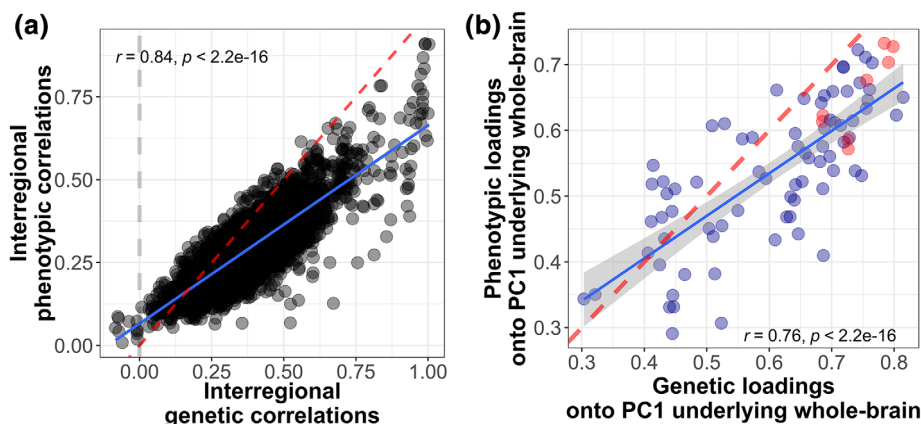 (a)
r = 0.84, p < 2.2e-16
Interregional
phenotypic correlations
0.75
0.50
0.25
0.00
0.00
0.25
0.50
0.75
1.00
Interregional
genetic correlations
(b)
r = 0.76, p < 2.2e-16
Phenotypic loadings
onto PC1 underlying whole-brain
0.7
0.6
0.5
0.4
0.3
0.3
0.4
0.5
0.6
0.7
0.8
Genetic loadings
onto PC1 underlying whole-brain